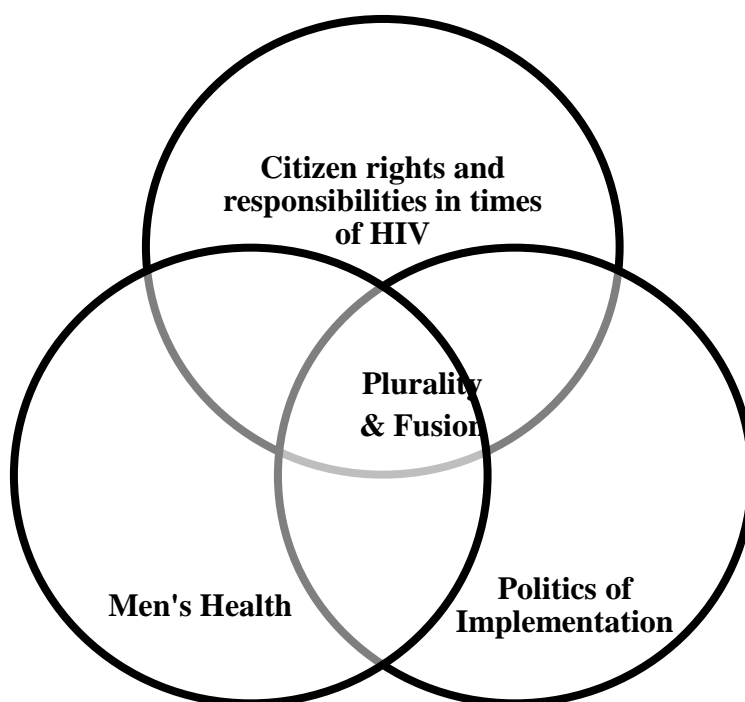 Citizen rights and
responsibilities in times
of HIV
Plurality
& Fusion
Men's Health
Politics of
Implementation